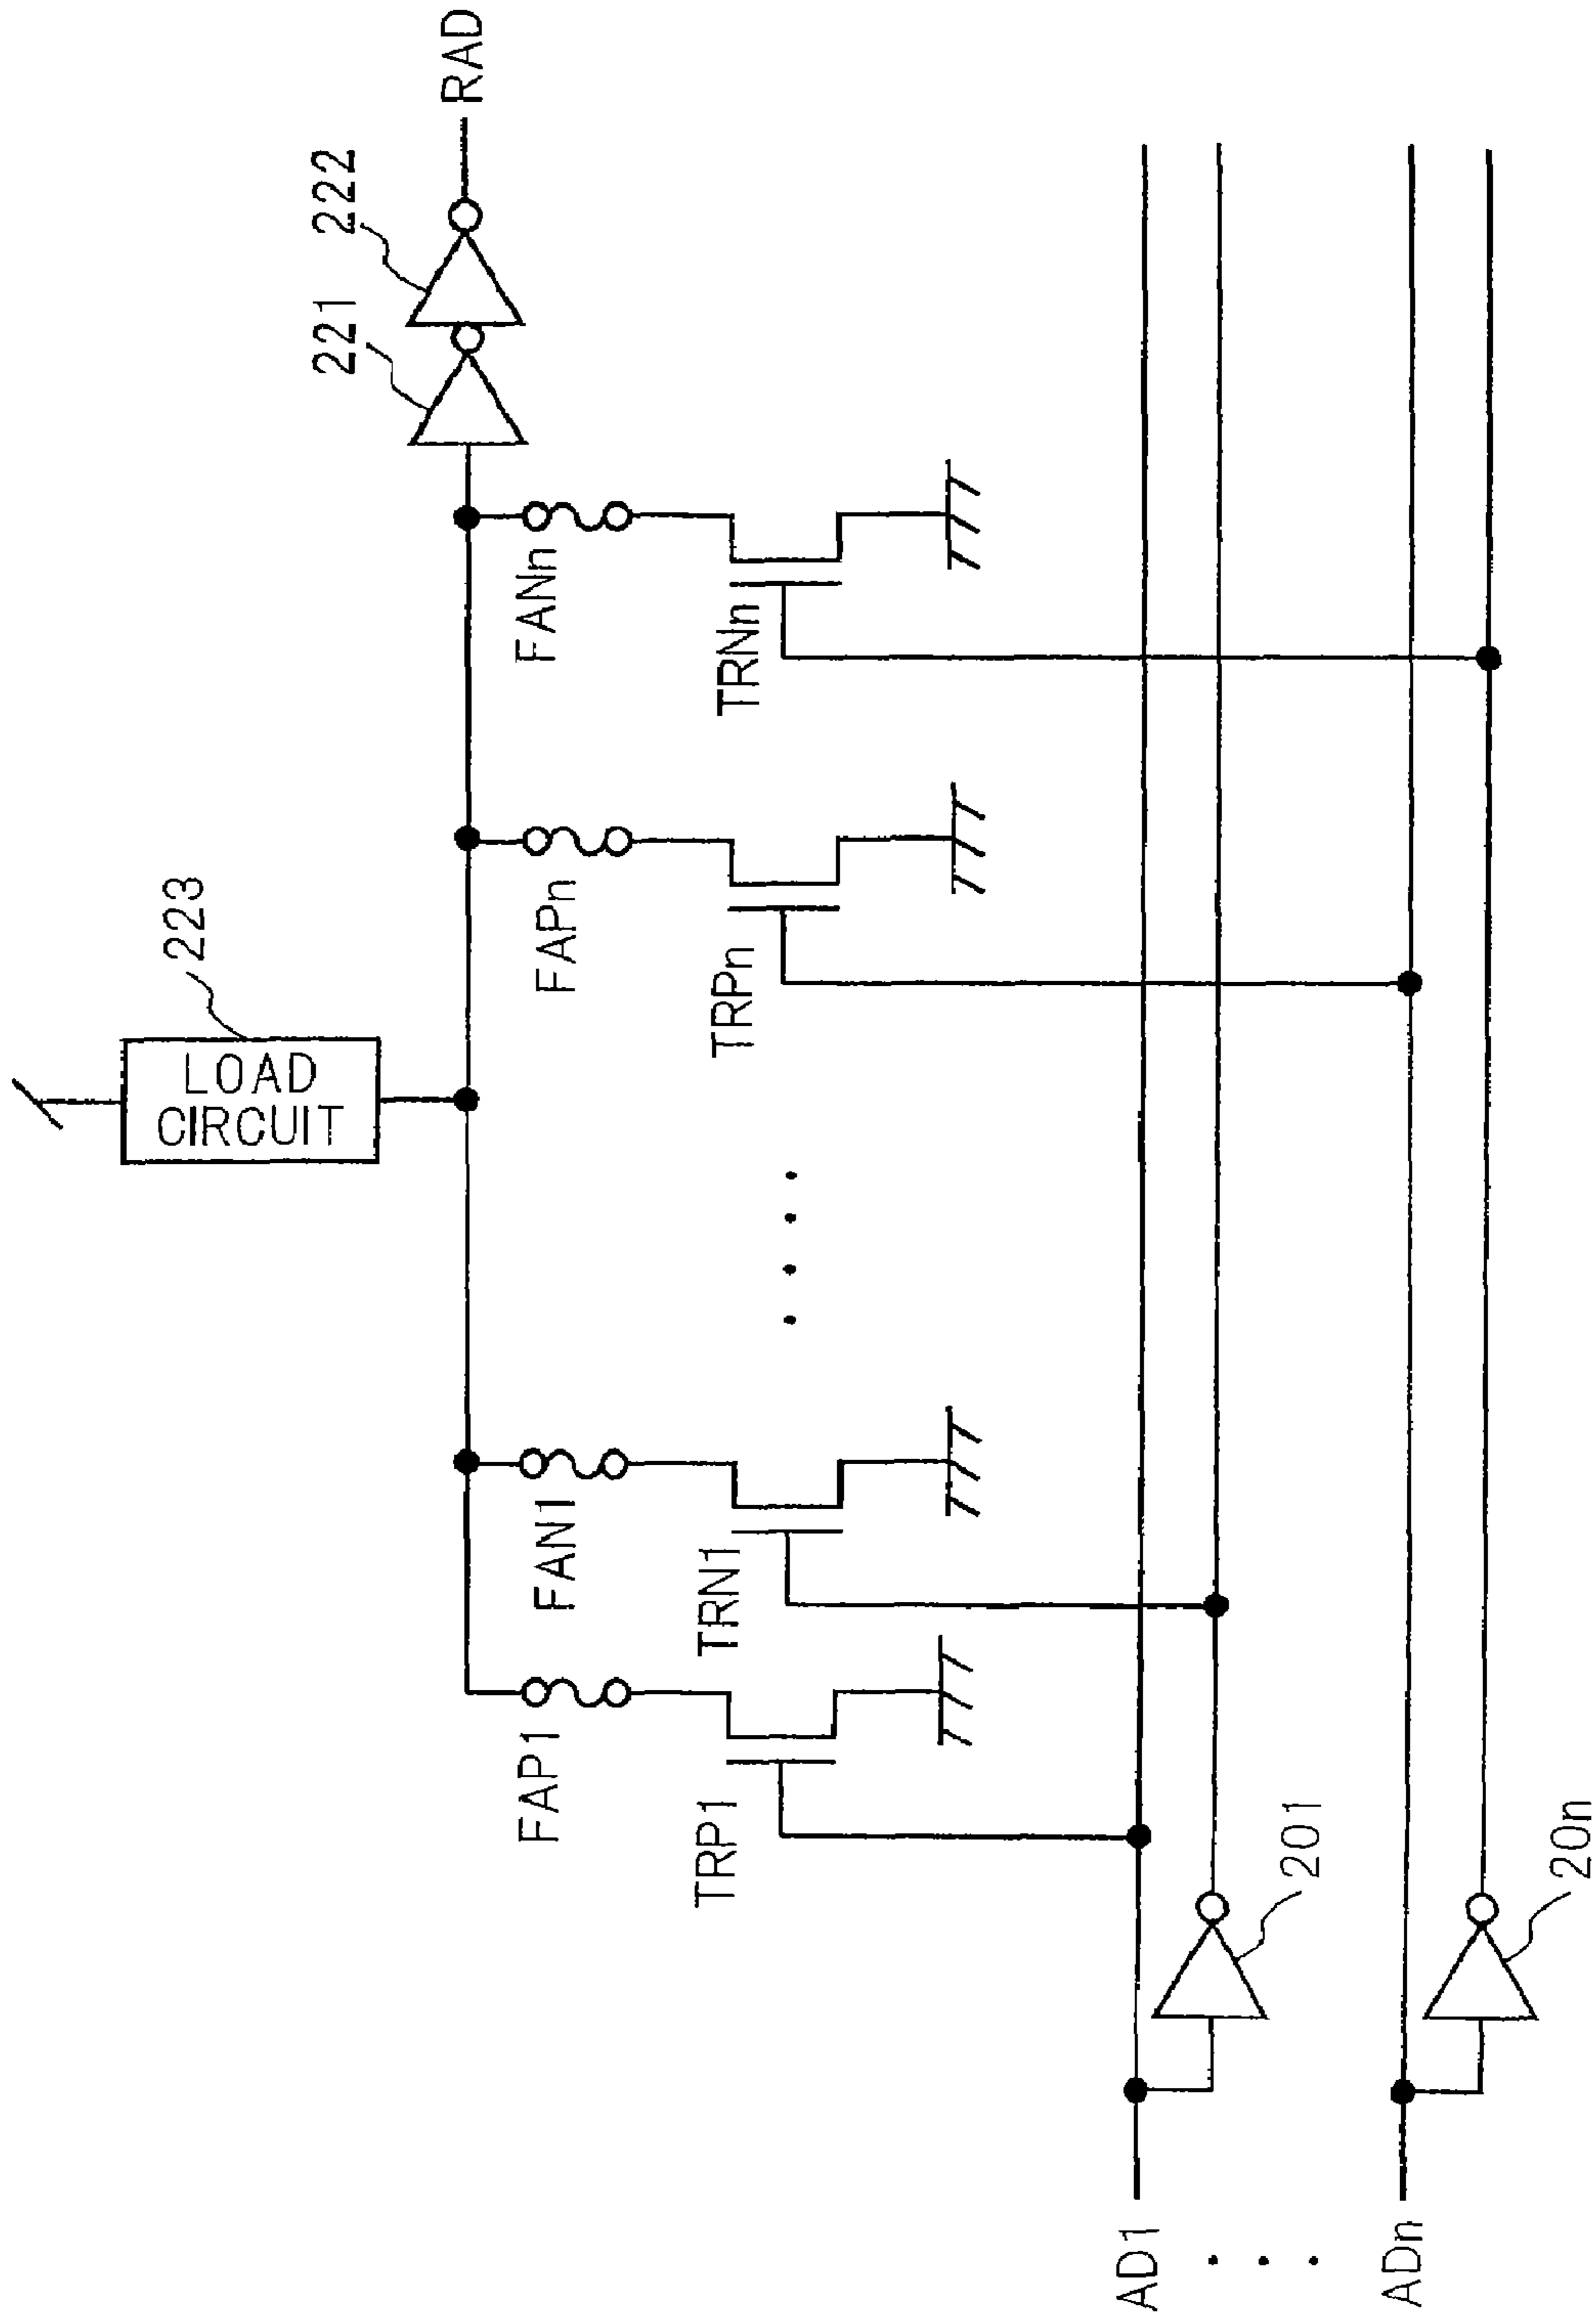 LOAD
CIRCUIT
223
221
222
RAD
FAP1
FAN1
FAPn
FANn
TRP1
TRN1
TRPn
TRNn
AD1
201
ADn
20n